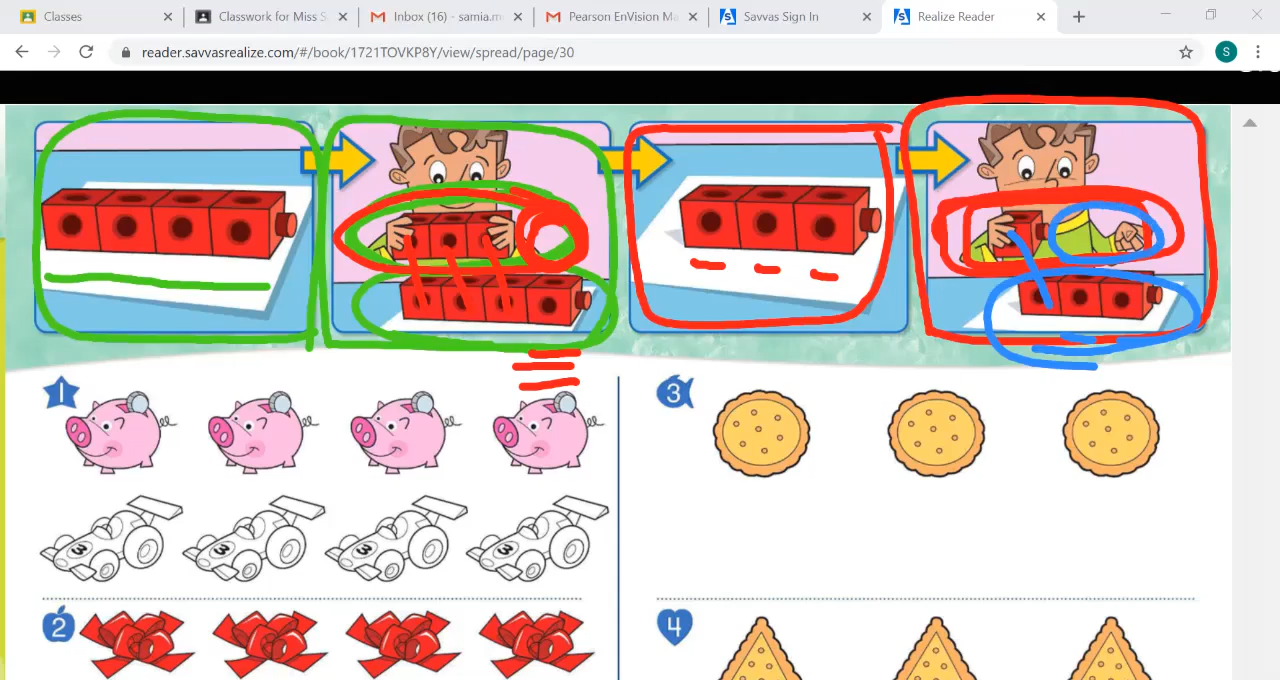 Classes
Classwork for Miss S
Inbox (16) - samia.m
Pearson EnVision Ma
Savvas Sign In
Realize Reader
reader.savvasrealize.com/#/book/1721TOVKP8Y/view/spread/page/30
S
1
3
3
3
3
3
2
4